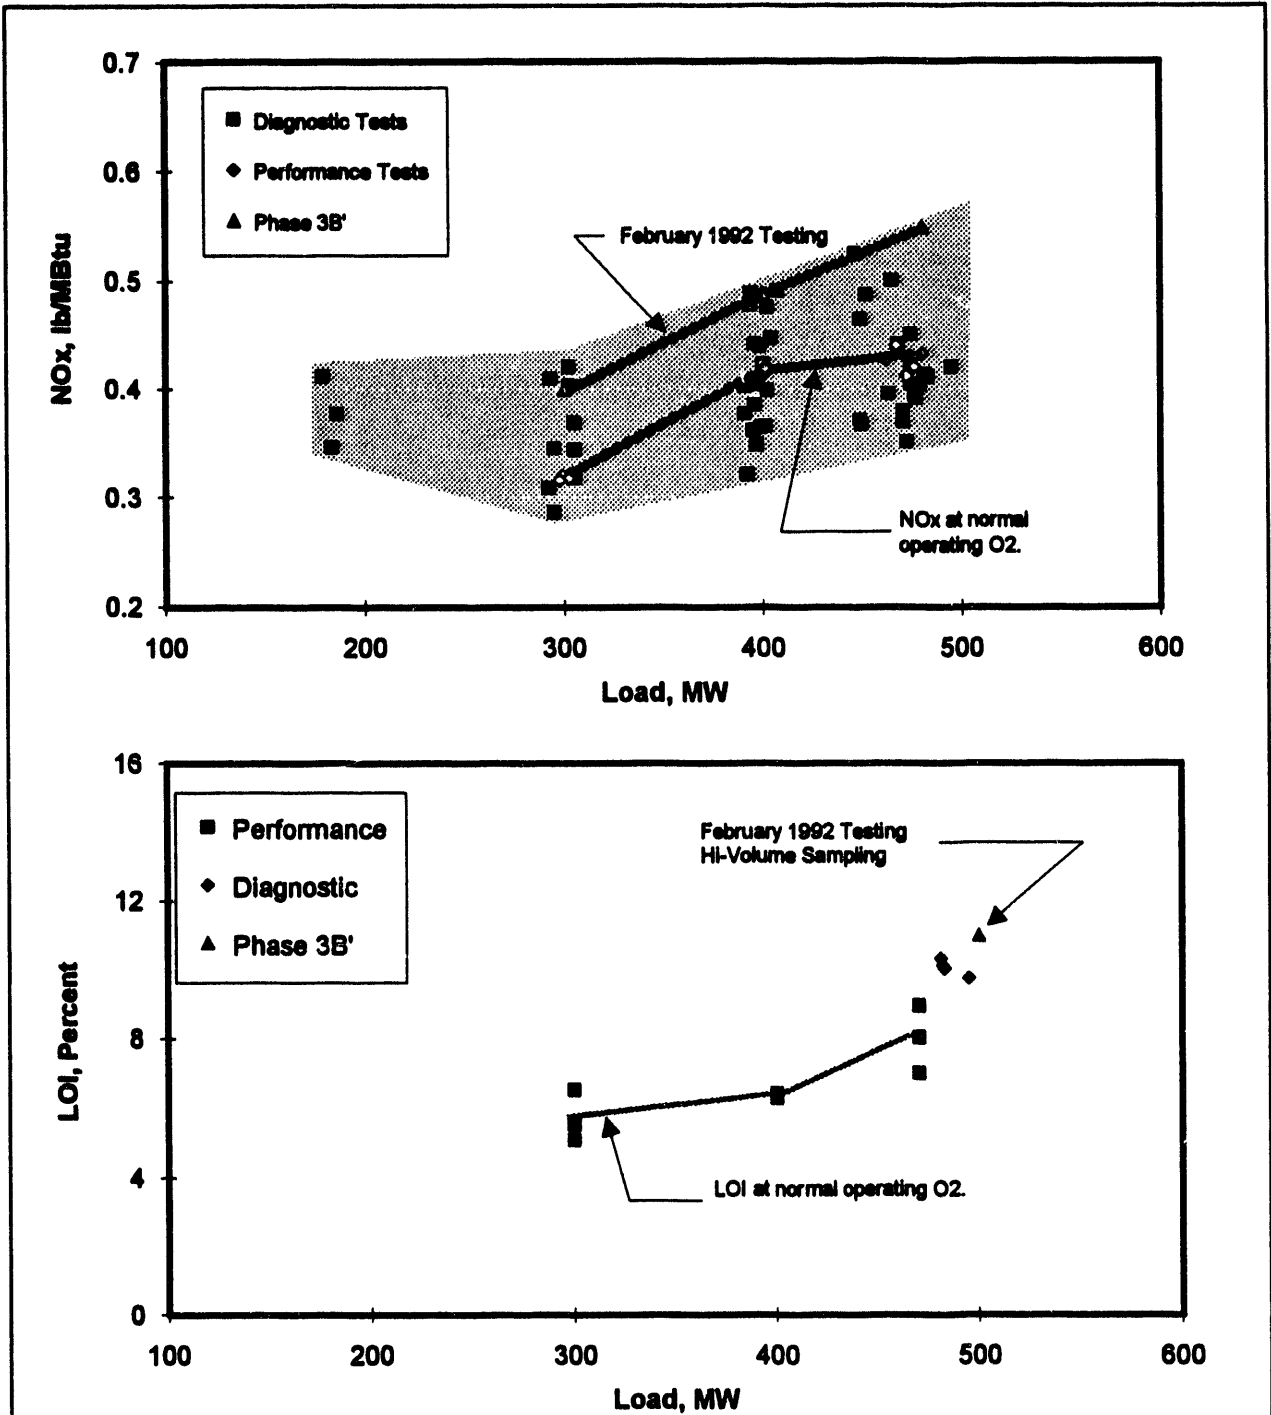 0.7
0.6
0.5
0.4
0.3
0.2
NOx, lb/MBtu
Diagnostic Tests
Performance Tests
Phase 3B'
February 1992 Testing
NOx at normal
operating O2.
100 200 300 400 500 600
Load, MW
16
12
8
4
0
LOI, Percent
Performance
Diagnostic
Phase 3B'
February 1992 Testing
Hi-Volume Sampling
LOI at normal operating O2.
100 200 300 400 500 600
Load, MW